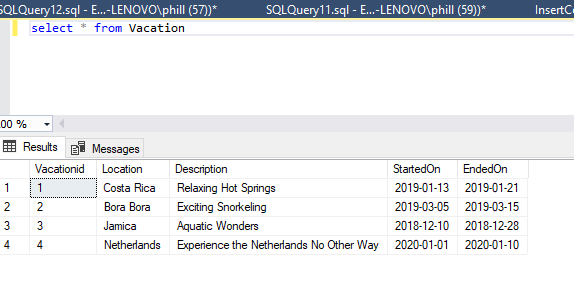 SQLQuery12.sql - E...-LENOVO\phill (57))* SQLQuery11.sql - E...-LENOVO\phill (59))* InsertCo
select * from Vacation
00 %
Results Messages
Vacationid Location Description StartedOn EndedOn
1 1 Costa Rica Relaxing Hot Springs 2019-01-13 2019-01-21
2 2 Bora Bora Exciting Snorkeling 2019-03-05 2019-03-15
3 3 Jamica Aquatic Wonders 2018-12-10 2018-12-28
4 4 Netherlands Experience the Netherlands No Other Way 2020-01-01 2020-01-10